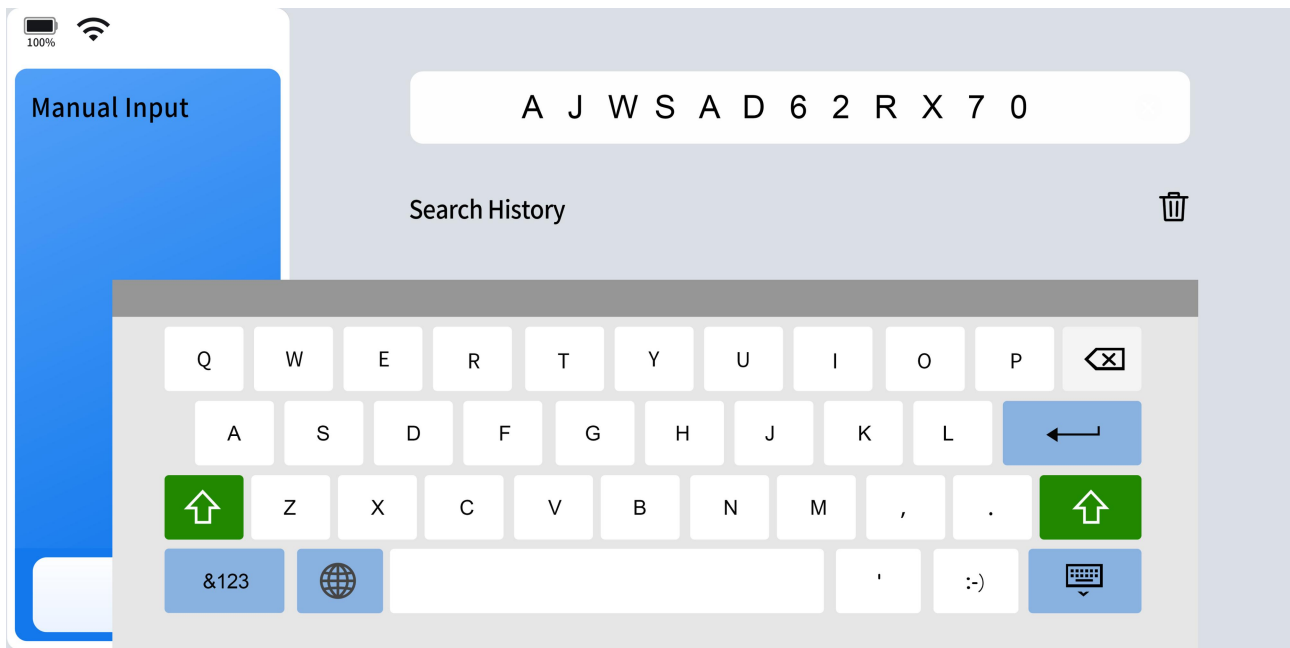 100%
Manual Input
A J W S A D 6 2 R X 7 0
Search History
Q W E R T Y U I O P
A S D F G H J K L
Z X C V B N M , .
&123 ' :-)